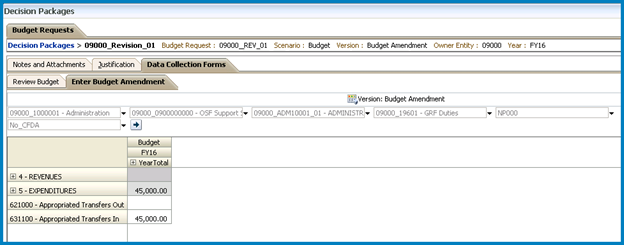 Decision Packages
Budget Requests
Decision Packages > 09000_Revision_01 Budget Request : 09000_REV_01 Scenario : Budget Version : Budget Amendment Owner Entity : 09000 Year : FY16
Notes and Attachments Justification Data Collection Forms
Review Budget Enter Budget Amendment
Version: Budget Amendment
09000_1000001 - Administration 09000_0900000000 - OSF Support S 09000_ADM10001_01 - ADMINISTR 09000_19601 - GRF Duties NP000
No_CFDA
Budget
FY16
YearTotal
4 - REVENUES
5 - EXPENDITURES 45,000.00
621000 - Appropriated Transfers Out
631100 - Appropriated Transfers In 45,000.00